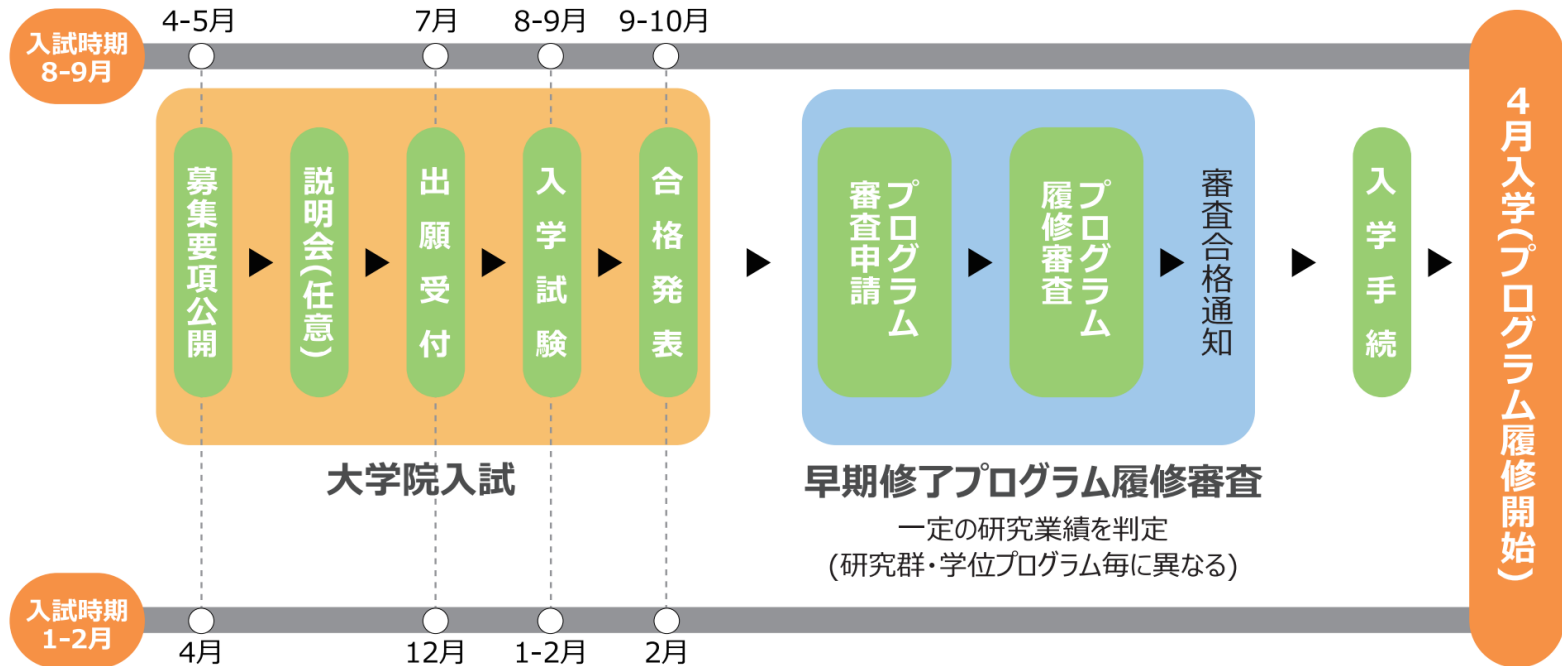 入試時期
8-9月
4-5月
7月
8-9月
9-10月
募集要項公開
説明会(任意)
出願受付
入学試験
合格発表
プログラム
審査申請
プログラム
履修審査
審査合格通知
入学手続
4月入学(プログラム履修開始)
大学院入試
早期修了プログラム履修審査
一定の研究業績を判定
(研究群・学位プログラム毎に異なる)
入試時期
1-2月
4月
12月
1-2月
2月